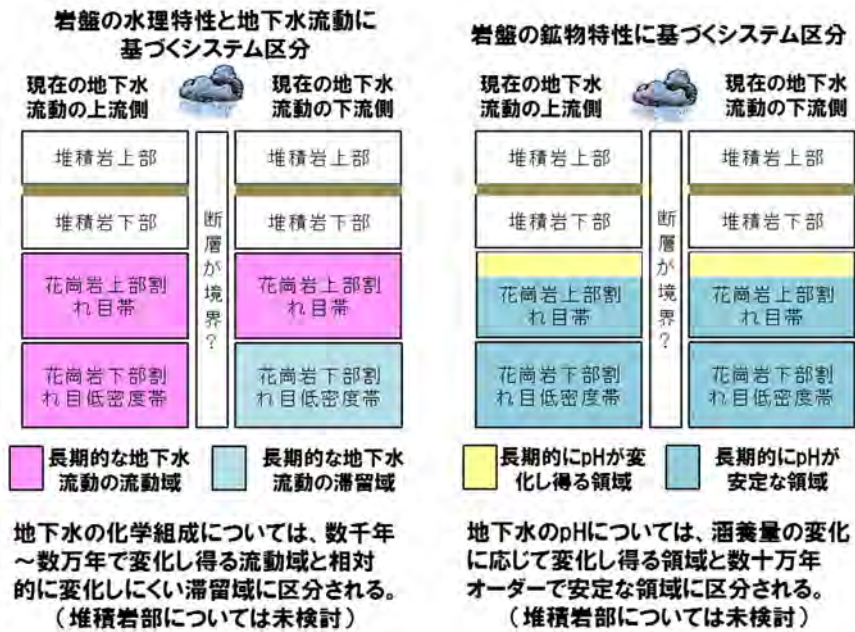 岩盤の水理特性と地下水流動に
基づくシステム区分
現在の地下水
流動の上流側
現在の地下水
流動の下流側
堆積岩上部
堆積岩上部
堆積岩下部
堆積岩下部
断層が境界?
花崗岩上部割
れ目帯
花崗岩上部割
れ目帯
花崗岩下部割
れ目低密度帯
花崗岩下部割
れ目低密度帯
長期的な地下水
流動の流動域
長期的な地下水
流動の滞留域
地下水の化学組成については、数千年
~数万年で変化し得る流動域と相対
的に変化しにくい滞留域に区分される。
(堆積岩部については未検討)
岩盤の鉱物特性に基づくシステム区分
現在の地下水
流動の上流側
現在の地下水
流動の下流側
堆積岩上部
堆積岩上部
堆積岩下部
堆積岩下部
断層が境界?
花崗岩上部割
れ目帯
花崗岩上部割
れ目帯
花崗岩下部割
れ目低密度帯
花崗岩下部割
れ目低密度帯
長期的にpHが変
化し得る領域
長期的にpHが
安定な領域
地下水のpHについては、涵養量の変化
に応じて変化し得る領域と数十万年
オーダーで安定な領域に区分される。
(堆積岩部については未検討)